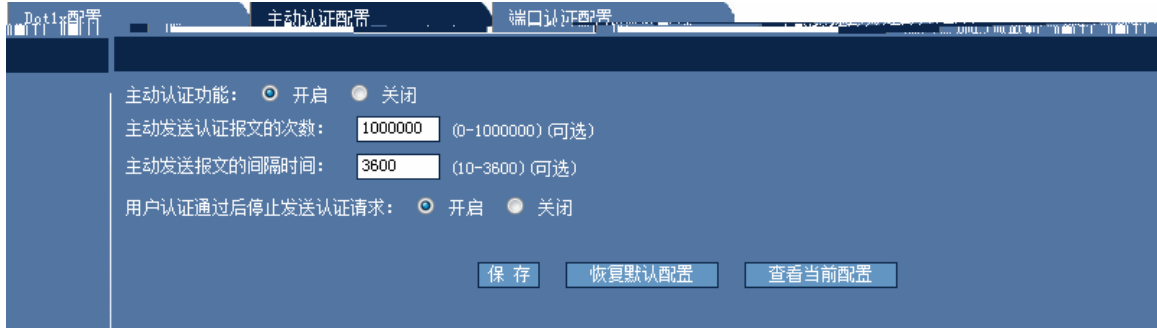 Dot1x配置 主动认证配置 端口认证配置
主动认证功能： 开启 关闭
主动发送认证报文的次数： 1000000 (0-1000000)(可选)
主动发送报文的间隔时间： 3600 (10-3600)(可选)
用户认证通过后停止发送认证请求： 开启 关闭
保 存 恢复默认配置 查看当前配置